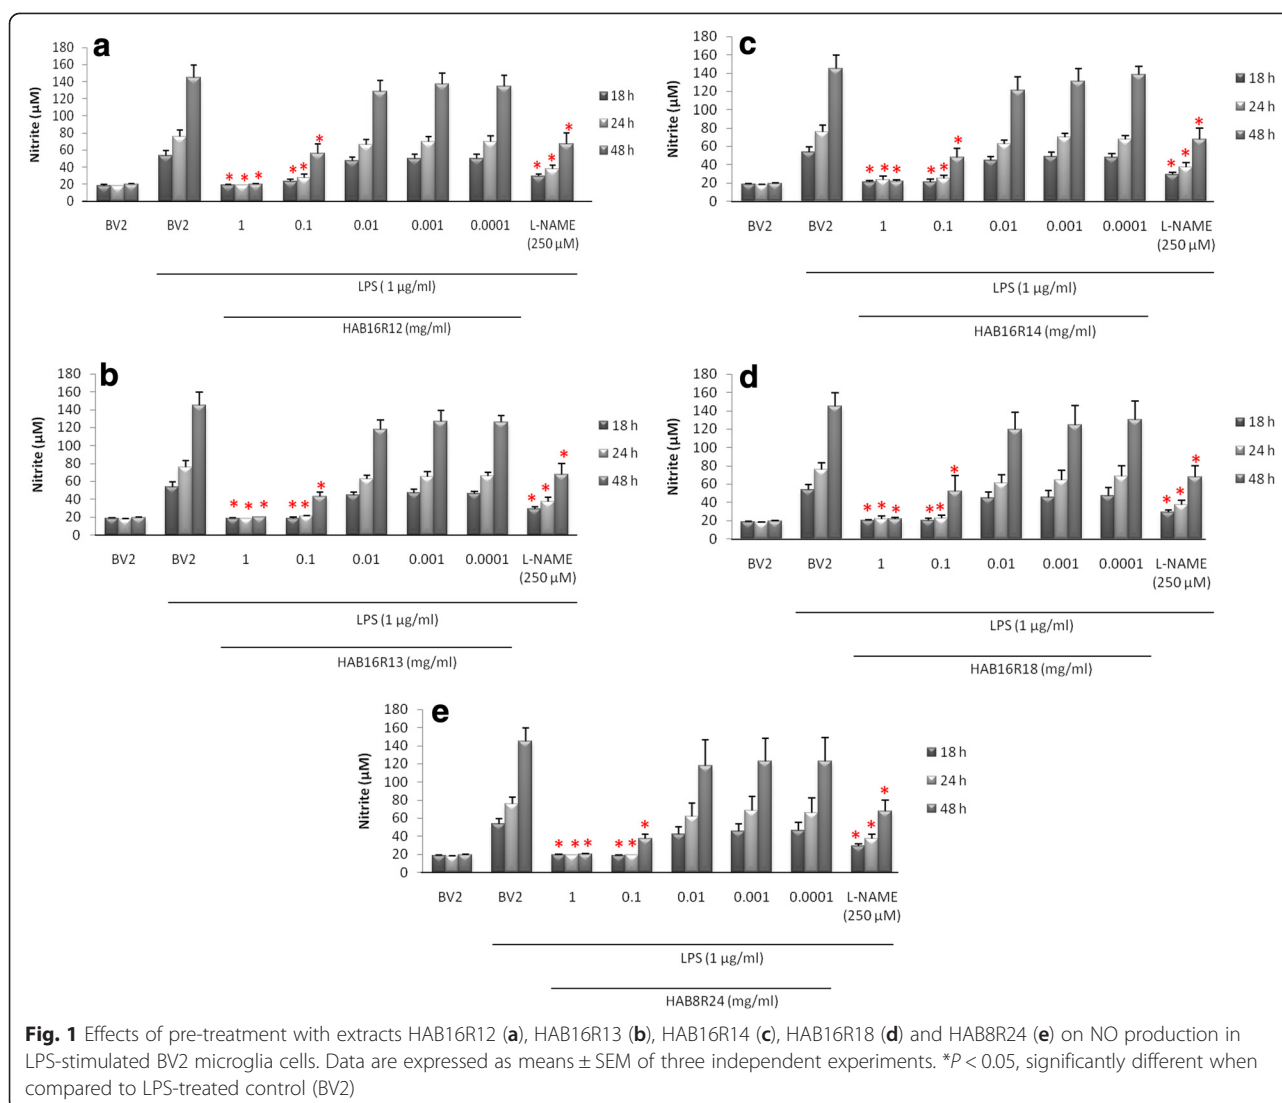 a
180
160
140
120
100
80
60
40
20
0
Nitrite (µM)
18 h
24 h
48 h
* * * * * * * * *
BV2 BV2 1 0.1 0.01 0.001 0.0001 L-NAME
(250 µM)
LPS ( 1 µg/ml)
HAB16R12 (mg/ml)
c
180
160
140
120
100
80
60
40
20
0
Nitrite (µM)
18 h
24 h
48 h
* * * * * * * * *
BV2 BV2 1 0.1 0.01 0.001 0.0001 L-NAME
(250 µM)
LPS (1 µg/ml)
HAB16R14 (mg/ml)
b
180
160
140
120
100
80
60
40
20
0
Nitrite (µM)
18 h
24 h
48 h
* * * * * * * * *
BV2 BV2 1 0.1 0.01 0.001 0.0001 L-NAME
(250 µM)
LPS (1 µg/ml)
HAB16R13 (mg/ml)
d
180
160
140
120
100
80
60
40
20
0
Nitrite (µM)
18 h
24 h
48 h
* * * * * * * * *
BV2 BV2 1 0.1 0.01 0.001 0.0001 L-NAME
(250 µM)
LPS (1 µg/ml)
HAB16R18 (mg/ml)
e
180
160
140
120
100
80
60
40
20
0
Nitrite (µM)
18 h
24 h
48 h
* * * * * * * * *
BV2 BV2 1 0.1 0.01 0.001 0.0001 L-NAME
(250 µM)
LPS (1 µg/ml)
HAB8R24 (mg/ml)
Fig. 1 Effects of pre-treatment with extracts HAB16R12 (a), HAB16R13 (b), HAB16R14 (c), HAB16R18 (d) and HAB8R24 (e) on NO production in
LPS-stimulated BV2 microglia cells. Data are expressed as means ± SEM of three independent experiments. *P < 0.05, significantly different when
compared to LPS-treated control (BV2)